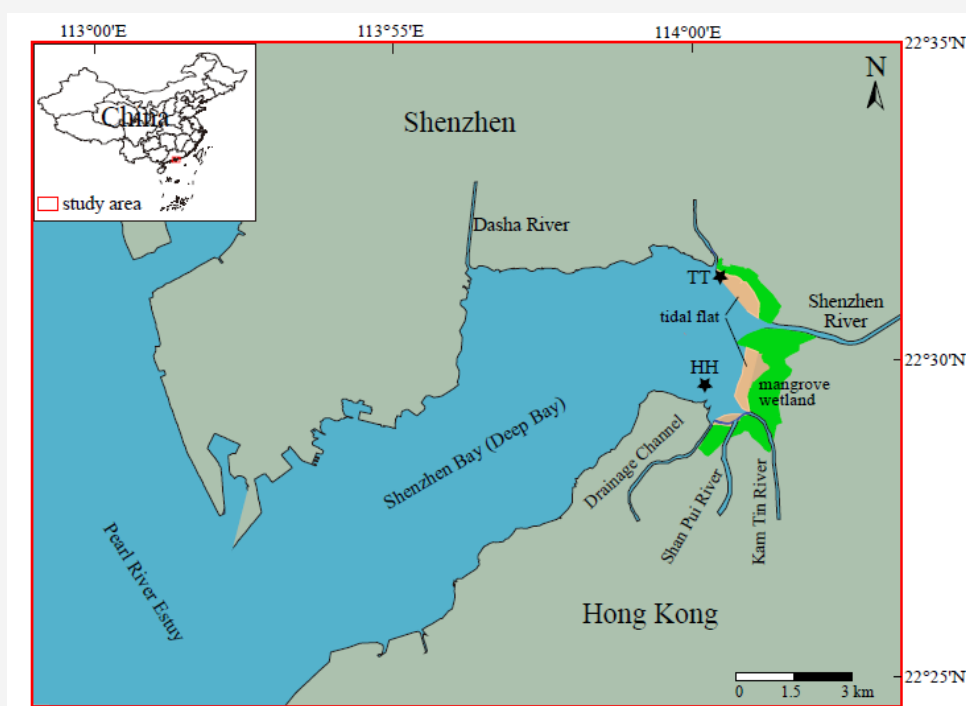 113°00'E
113°55'E
114°00'E
22°35'N
China
study area
N
Shenzhen
Dasha River
TT
tidal flat
Shenzhen
River
HH
22°30'N
mangrove
wetland
Shenzhen Bay (Deep Bay)
Drainage Channel
Shan Pui River
Kam Tin River
Pearl River Estuy
Hong Kong
22°25'N
0 1.5 3 km